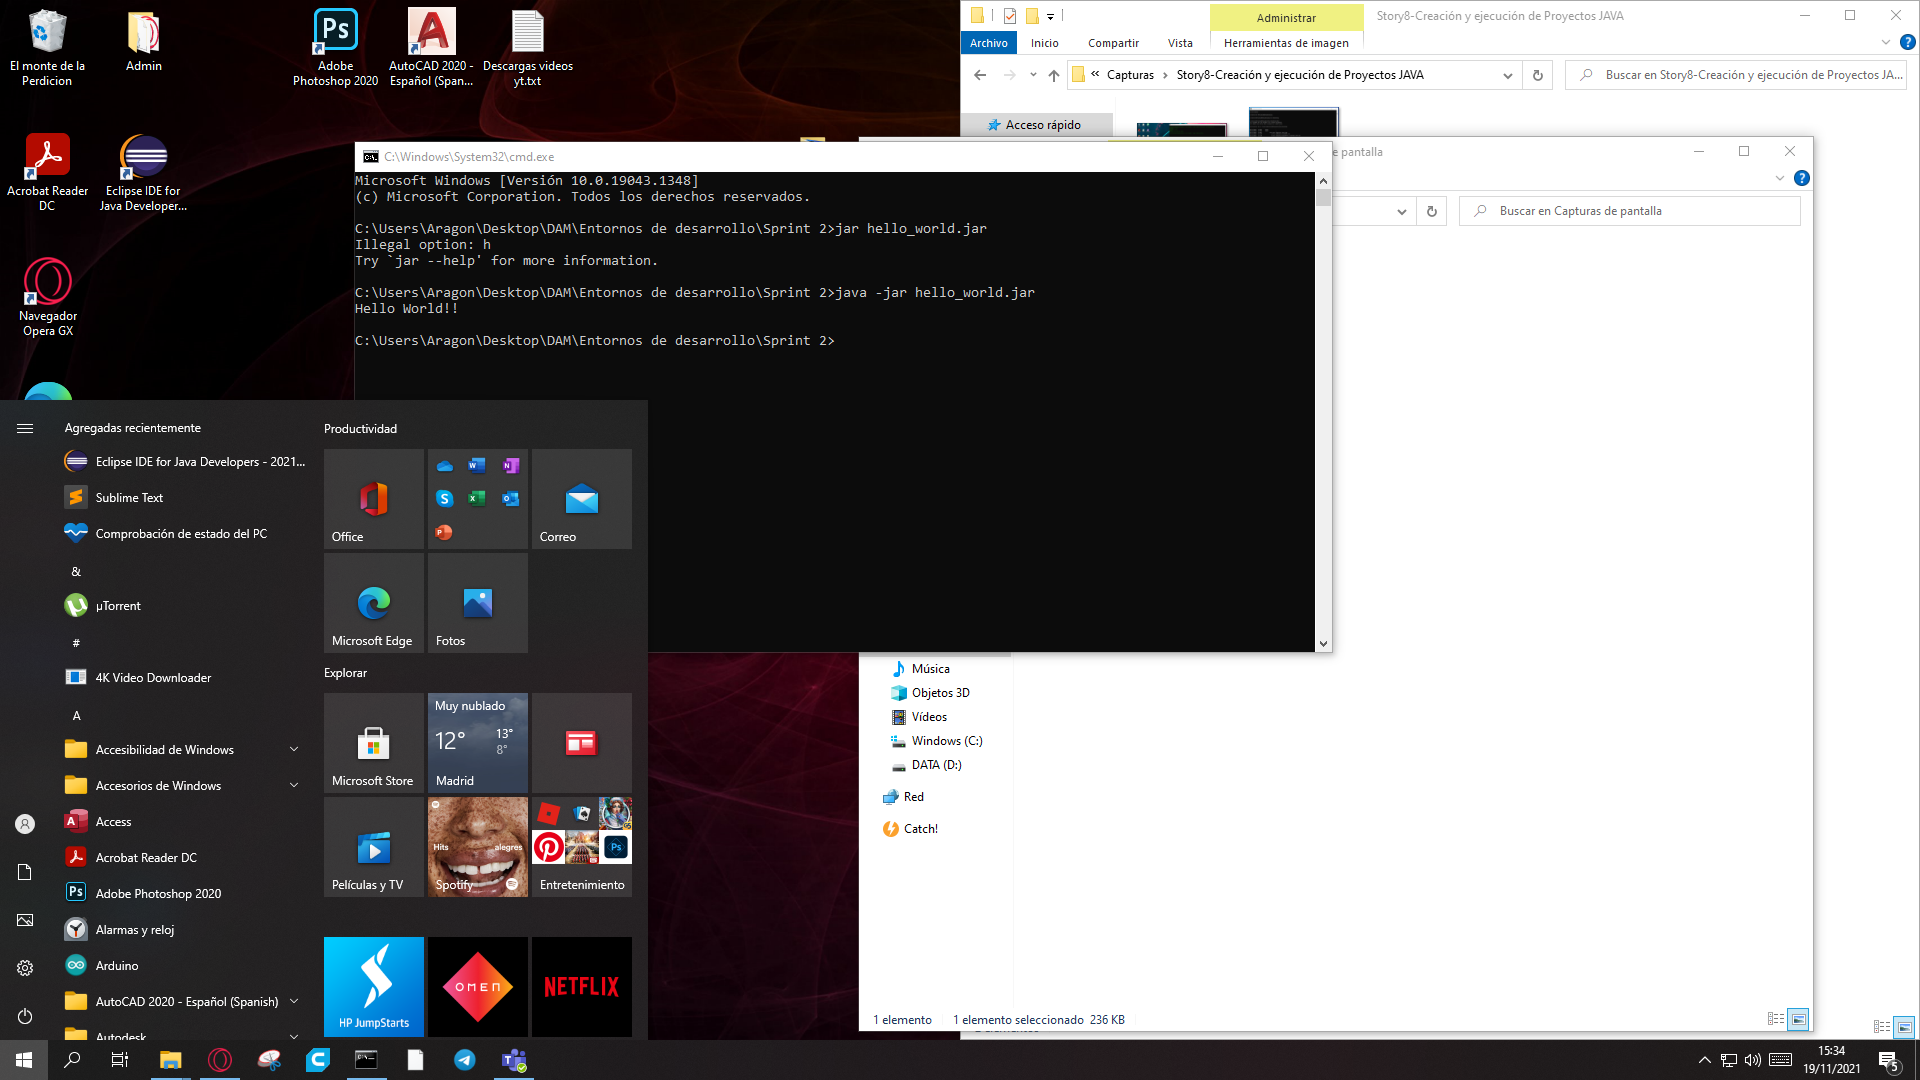 El monte de la
Perdicion
Admin
Adobe
Photoshop 2020
AutoCAD 2020 -
Español (Span...
Descargas videos
yt.txt
Acrobat Reader
DC
Eclipse IDE for
Java Developer...
Navegador
Opera GX
Administrar
Story8-Creación y ejecución de Proyectos JAVA
Archivo
Inicio
Compartir
Vista
Herramientas de imagen
« Capturas › Story8-Creación y ejecución de Proyectos JAVA
Buscar en Story8-Creación y ejecución de Proyectos JA...
Acceso rápido
e pantalla
Buscar en Capturas de pantalla
C:\Windows\System32\cmd.exe
Microsoft Windows [Versión 10.0.19043.1348]
(c) Microsoft Corporation. Todos los derechos reservados.
C:\Users\Aragon\Desktop\DAM\Entornos de desarrollo\Sprint 2>jar hello_world.jar
Illegal option: h
Try `jar --help' for more information.
C:\Users\Aragon\Desktop\DAM\Entornos de desarrollo\Sprint 2>java -jar hello_world.jar
Hello World!!
C:\Users\Aragon\Desktop\DAM\Entornos de desarrollo\Sprint 2>
Agregadas recientemente
Eclipse IDE for Java Developers - 2021...
Sublime Text
Comprobación de estado del PC
&
µTorrent
#
4K Video Downloader
A
Accesibilidad de Windows
Accesorios de Windows
Access
Acrobat Reader DC
Adobe Photoshop 2020
Alarmas y reloj
Arduino
AutoCAD 2020 - Español (Spanish)
Autodesk
Productividad
Office
Correo
Microsoft Edge
Fotos
Explorar
Microsoft Store
Muy nublado
12°
13°
8°
Madrid
Películas y TV
Hits
alegres
Spotify
Entretenimiento
HP JumpStarts
OMEN
NETFLIX
Música
Objetos 3D
Vídeos
Windows (C:)
DATA (D:)
Red
Catch!
1 elemento
1 elemento seleccionado 236 KB
15:34
19/11/2021
5